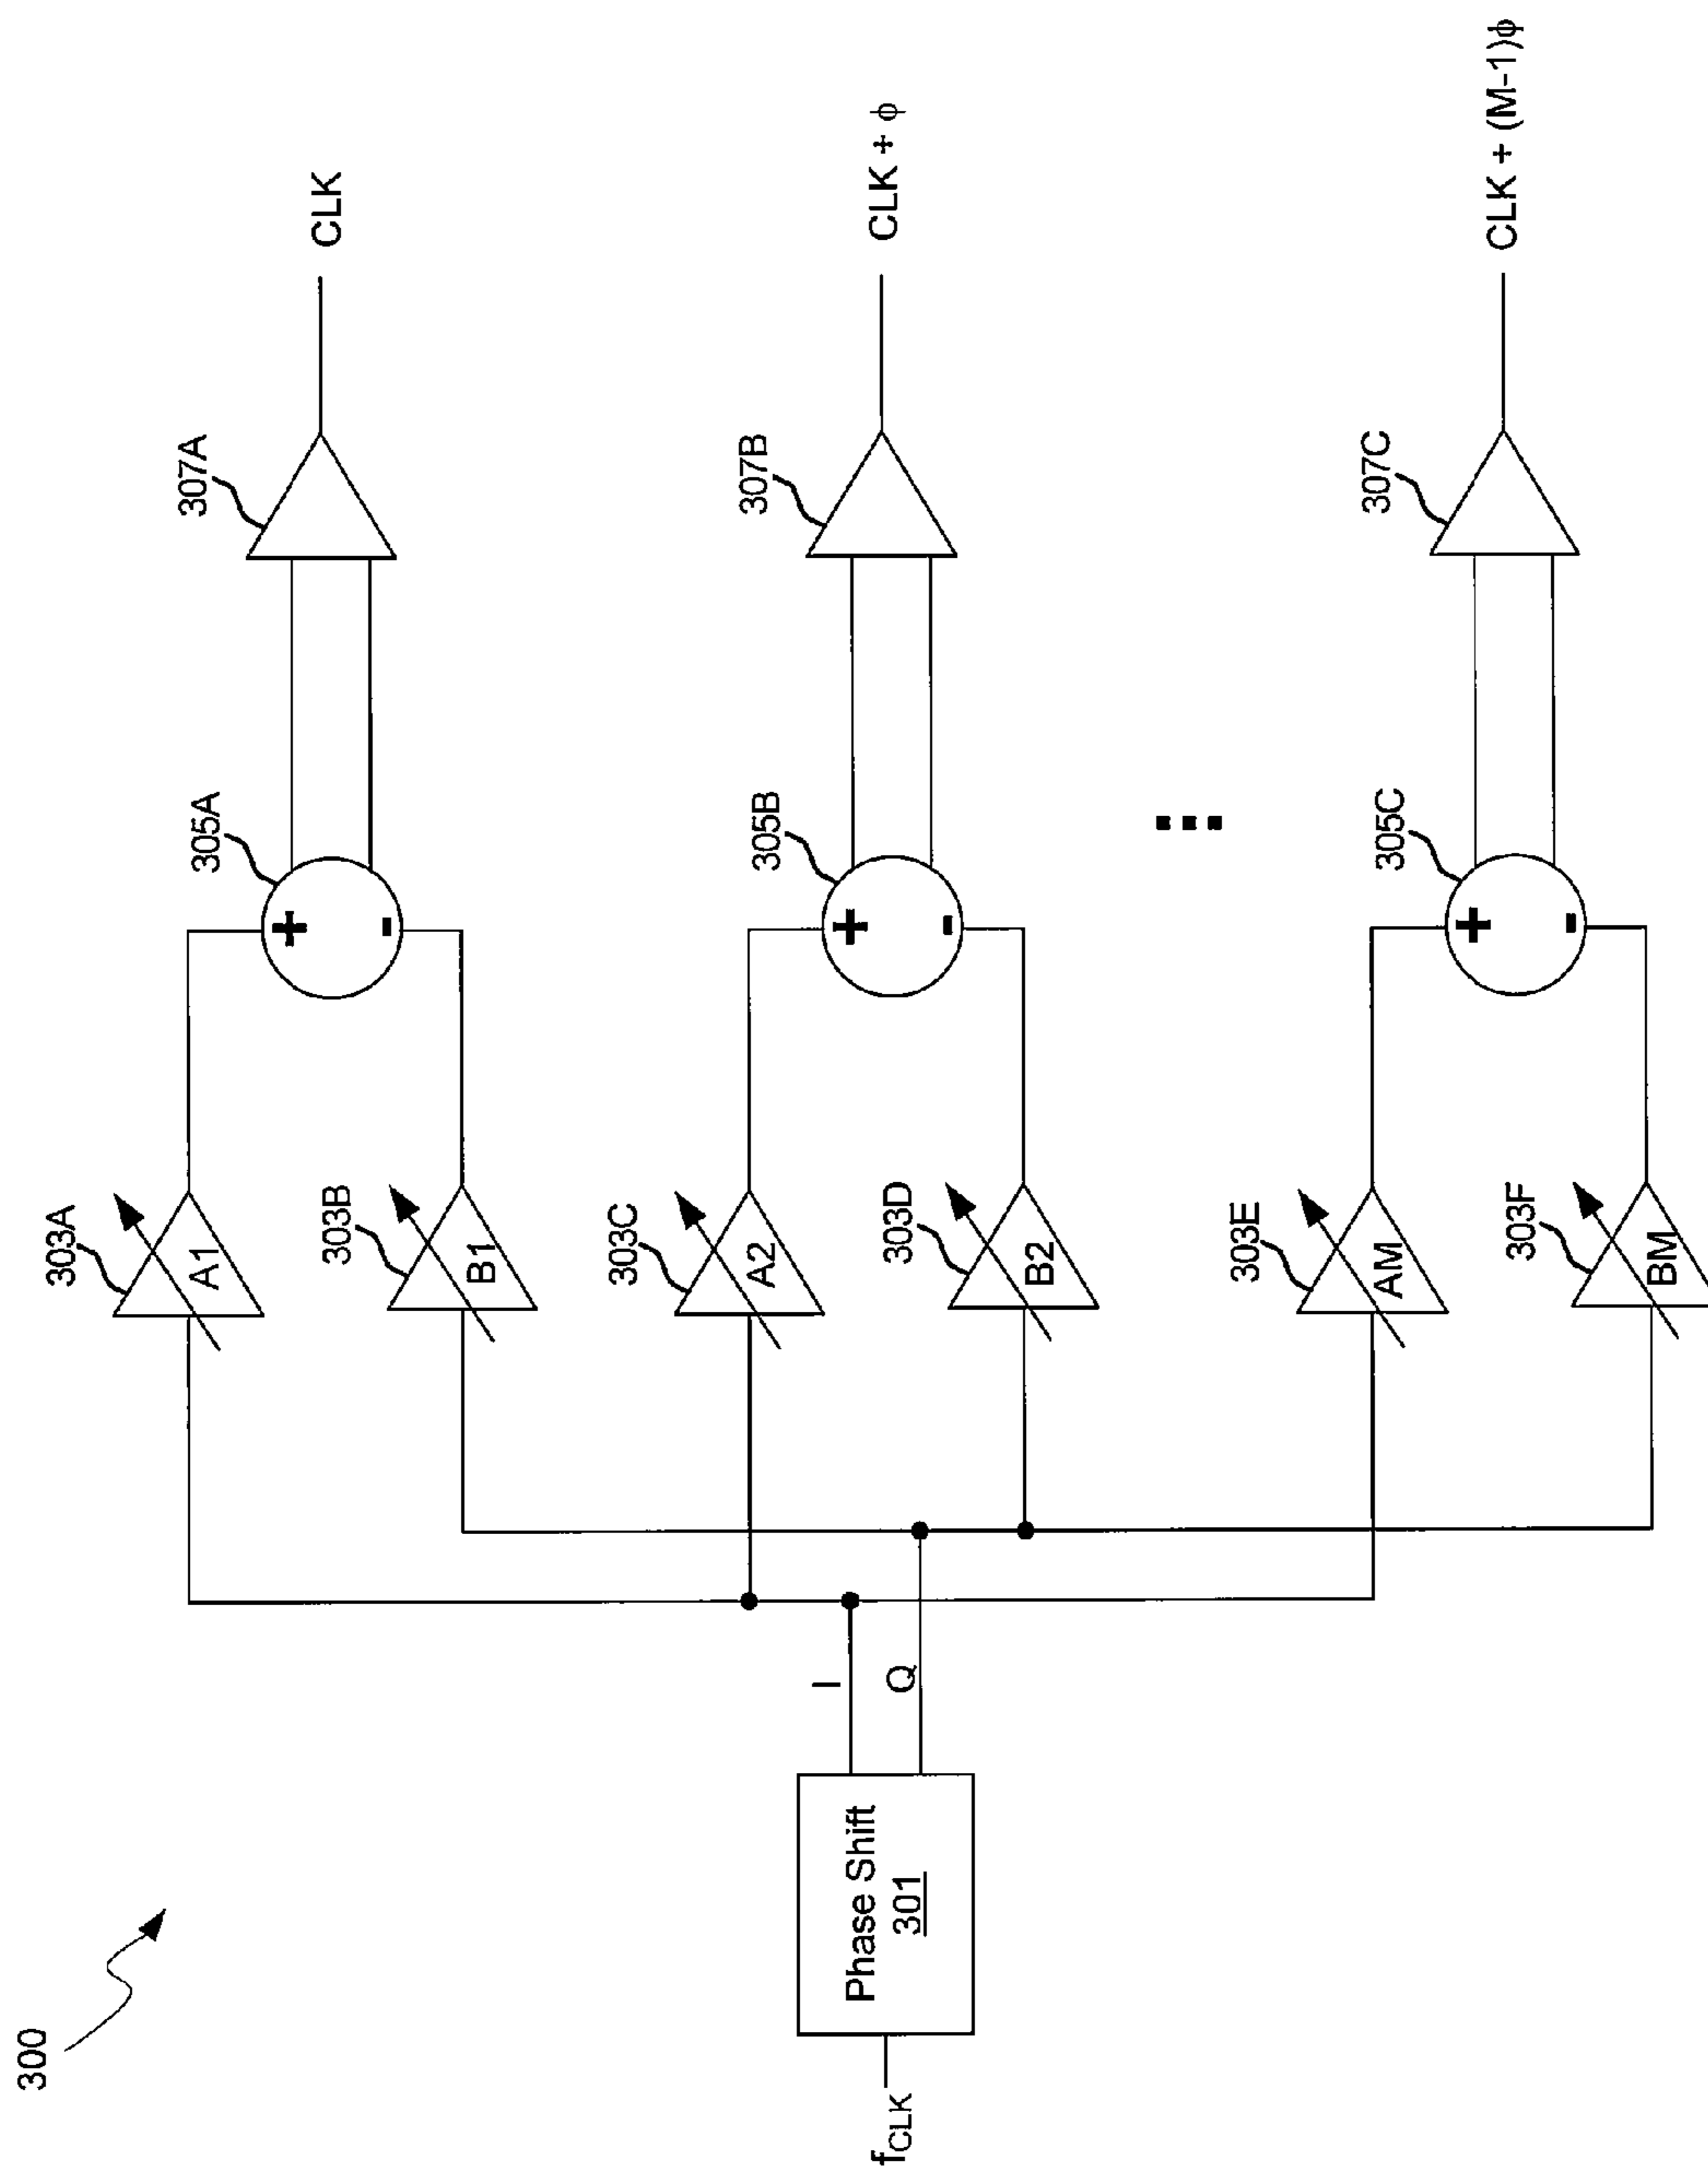 300
fCLK
Phase Shift
301
I
Q
303A
A1
303B
B1
303C
A2
303D
B2
303E
AM
303F
BM
305A
+
-
305B
+
-
305C
+
-
307A
307B
307C
CLK
CLK + ϕ
CLK + (M-1)ϕ